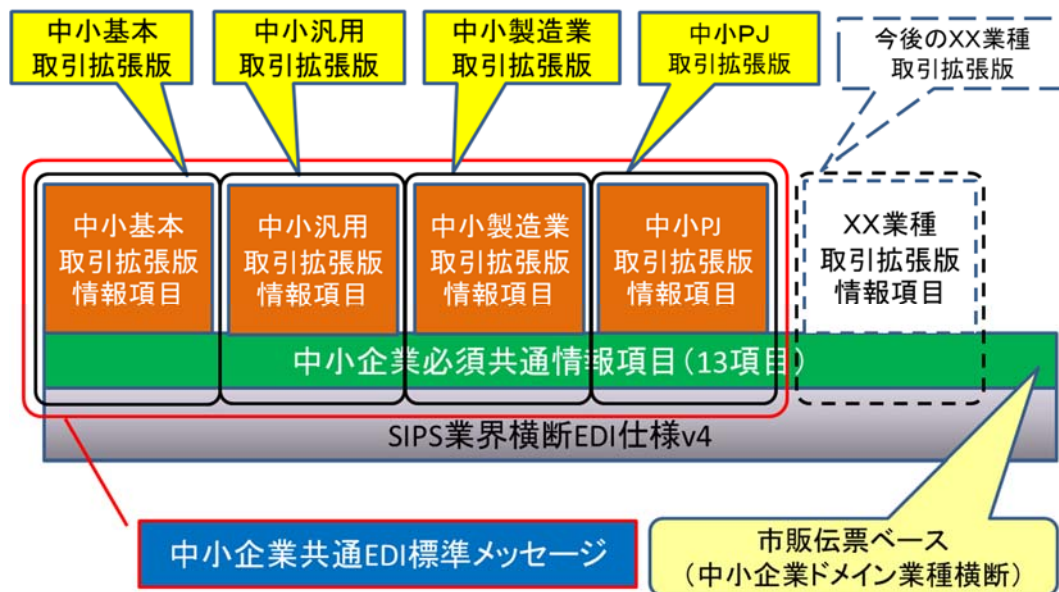 中小基本
取引拡張版
中小汎用
取引拡張版
中小製造業
取引拡張版
中小PJ
取引拡張版
今後のXX業種
取引拡張版
中小基本
取引拡張版
情報項目
中小汎用
取引拡張版
情報項目
中小製造業
取引拡張版
情報項目
中小PJ
取引拡張版
情報項目
XX業種
取引拡張版
情報項目
中小企業必須共通情報項目(13項目)
SIPS業界横断EDI仕様v4
中小企業共通EDI標準メッセージ
市販伝票ベース
(中小企業ドメイン業種横断)